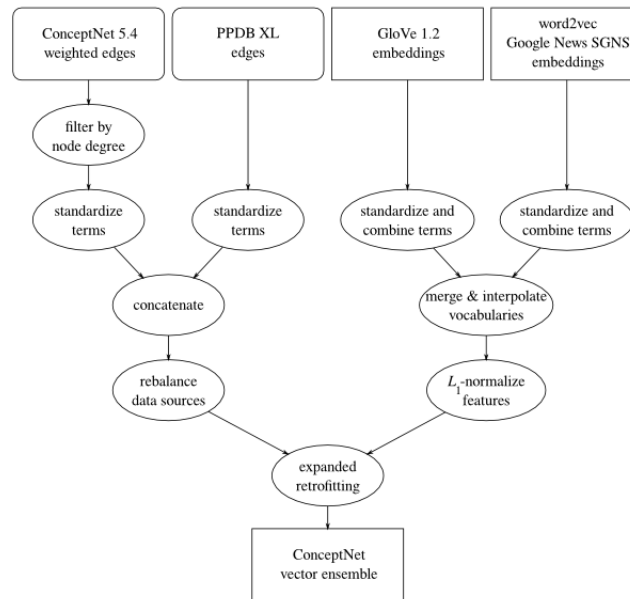 ConceptNet 5.4
weighted edges
PPDB XL
edges
GloVe 1.2
embeddings
word2vec
Google News SGNS
embeddings
filter by
node degree
standardize
terms
standardize
terms
standardize and
combine terms
standardize and
combine terms
concatenate
merge & interpolate
vocabularies
rebalance
data sources
L1-normalize
features
expanded
retrofitting
ConceptNet
vector ensemble